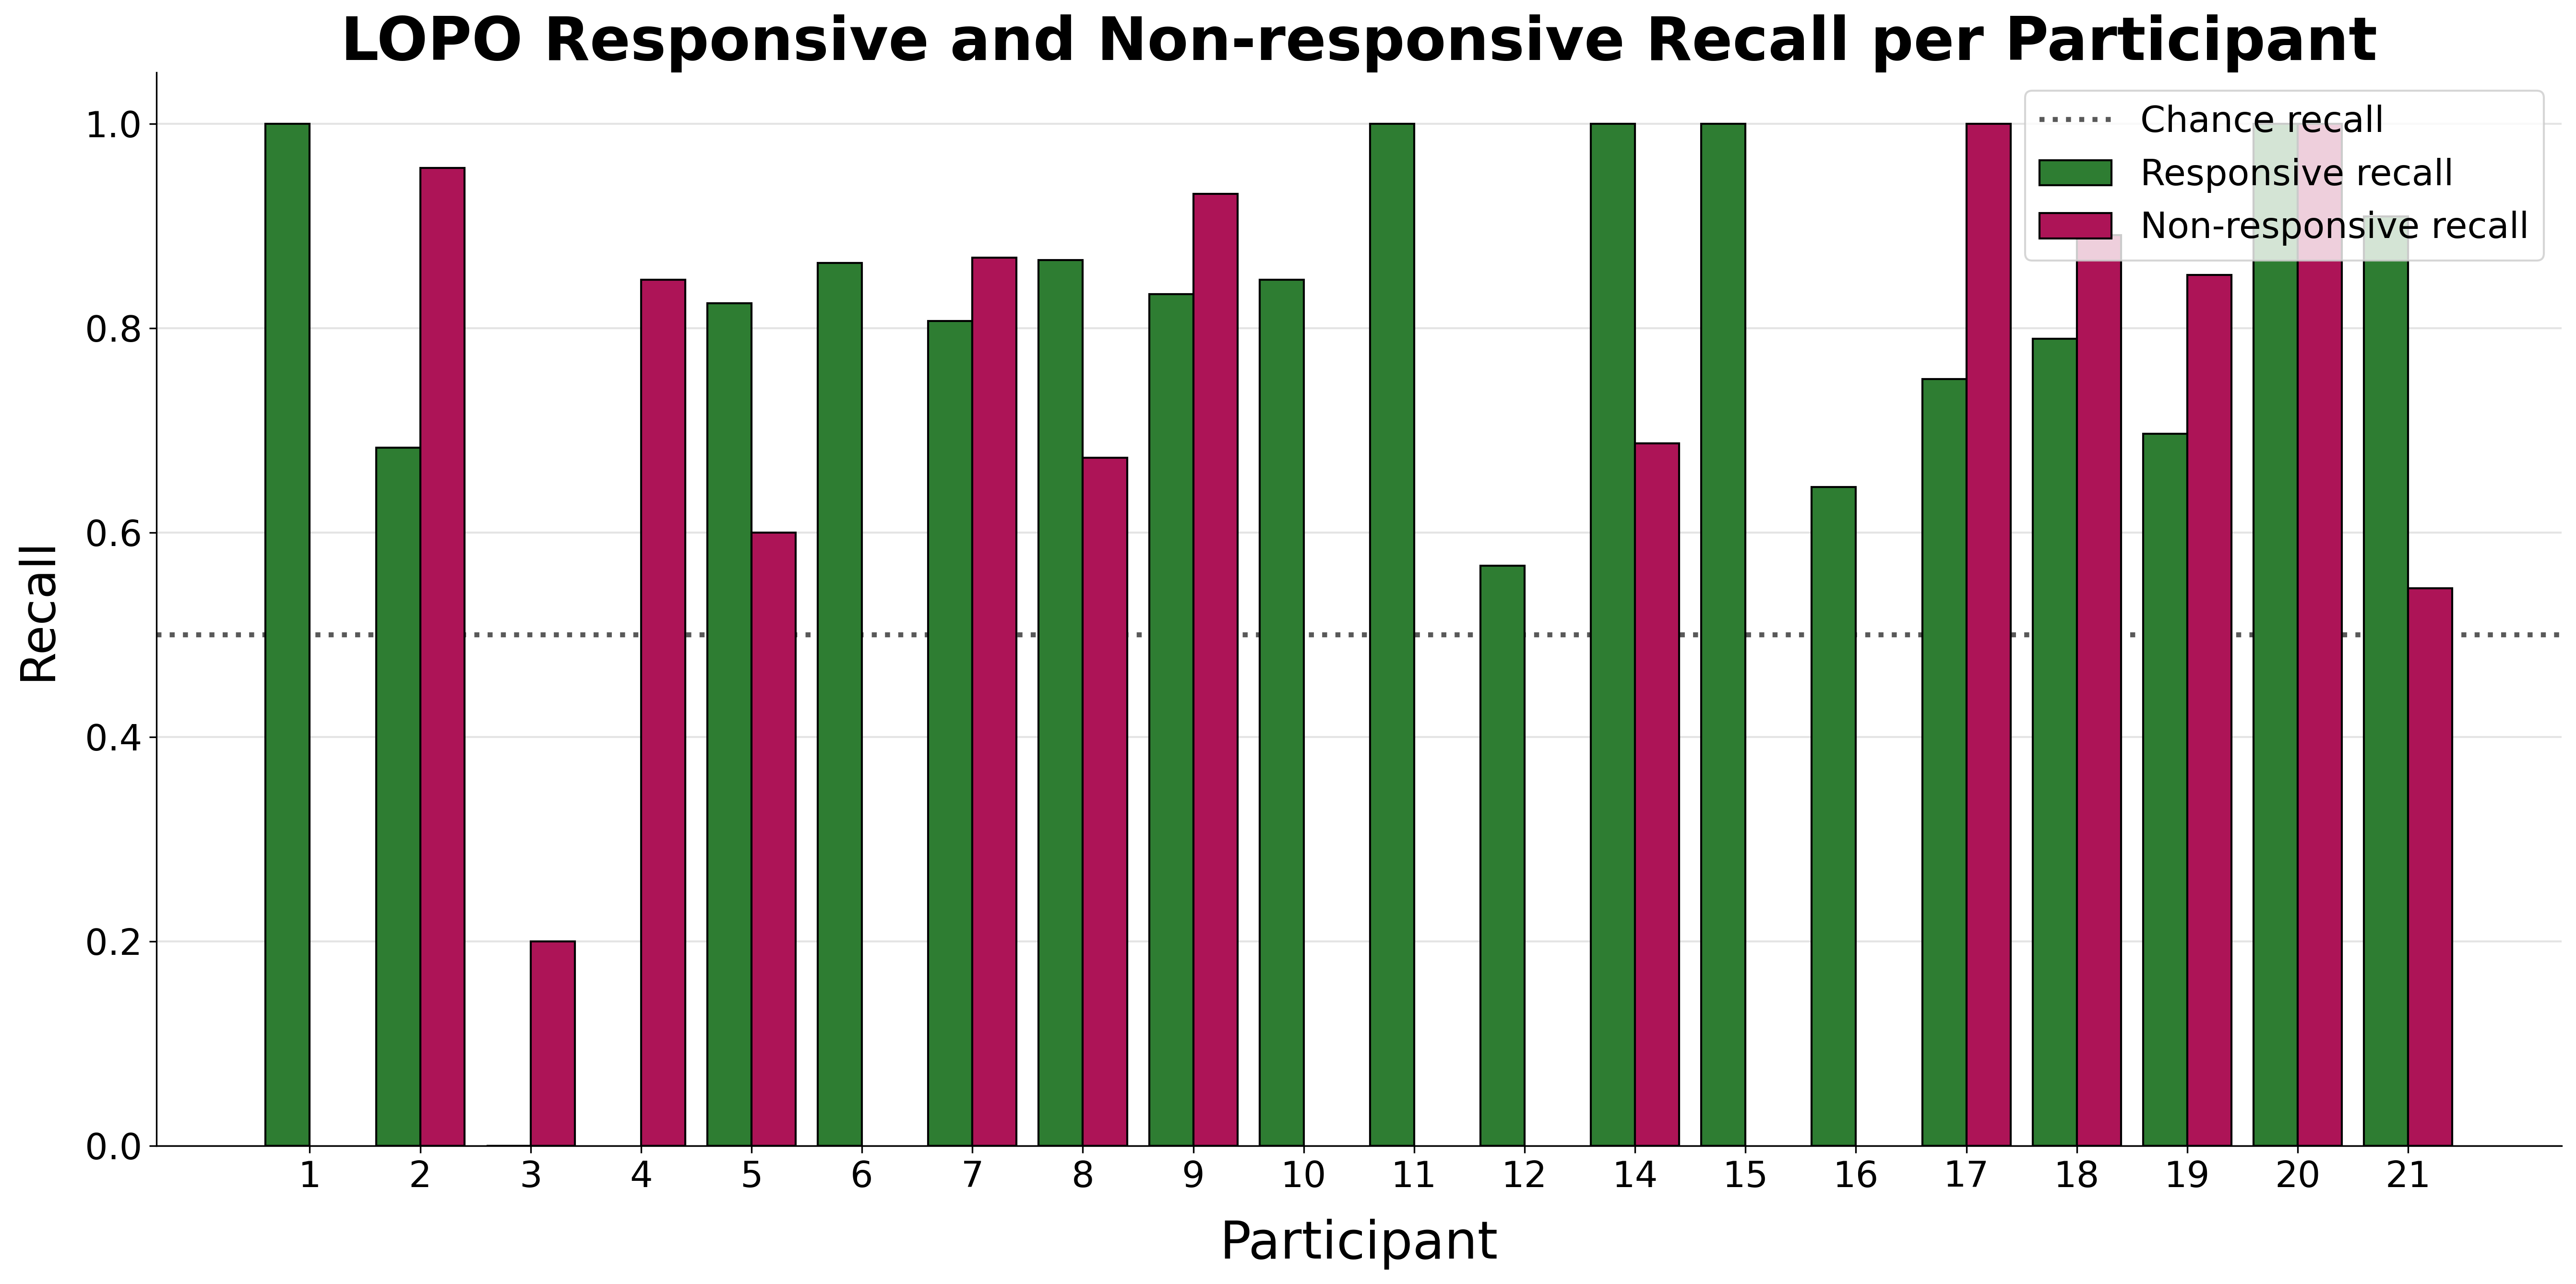 LOPO Responsive and Non-responsive Recall per Participant
Chance recall
Responsive recall
Non-responsive recall
1.0
0.8
0.6
0.4
0.2
0.0
Recall
1 2 3 4 5 6 7 8 9 10 11 12 14 15 16 17 18 19 20 21
Participant